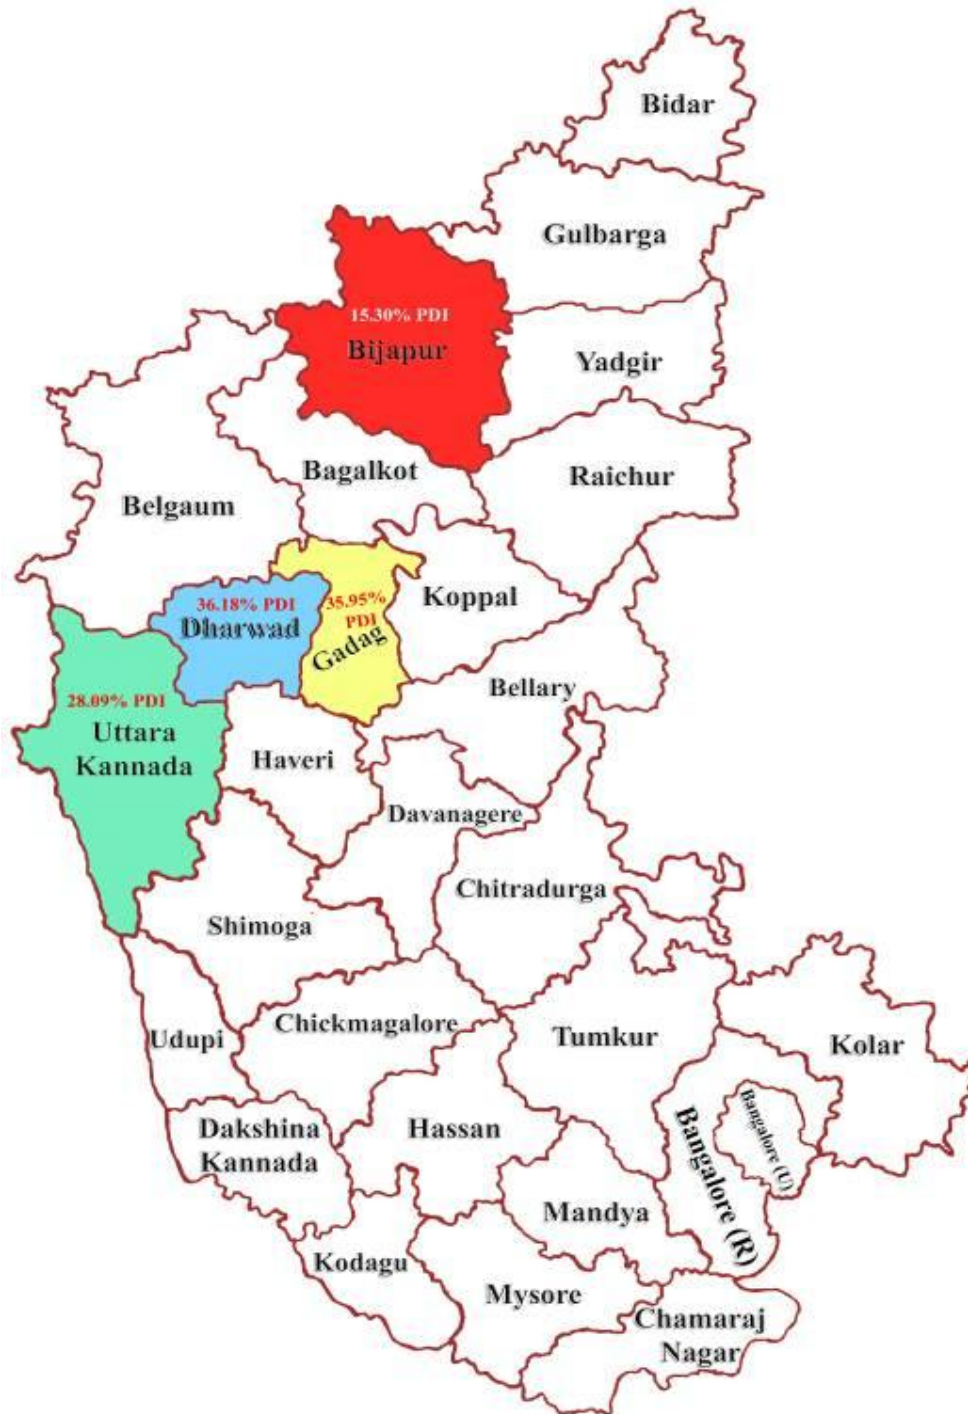 Bidar
Gulbarga
15.30% PDI
Bijapur
Yadgir
Bagalkot
Raichur
Belgaum
36.18% PDI
Dharwad
35.95%
PDI
Gadag
Koppal
28.09% PDI
Uttara
Kannada
Bellary
Haveri
Davanagere
Chitradurga
Shimoga
Udupi
Chickmagalore
Tumkur
Kolar
Dakshina
Kannada
Hassan
Bangalore (R)
Bangalore (U)
Mandya
Kodagu
Mysore
Chamaraj
Nagar